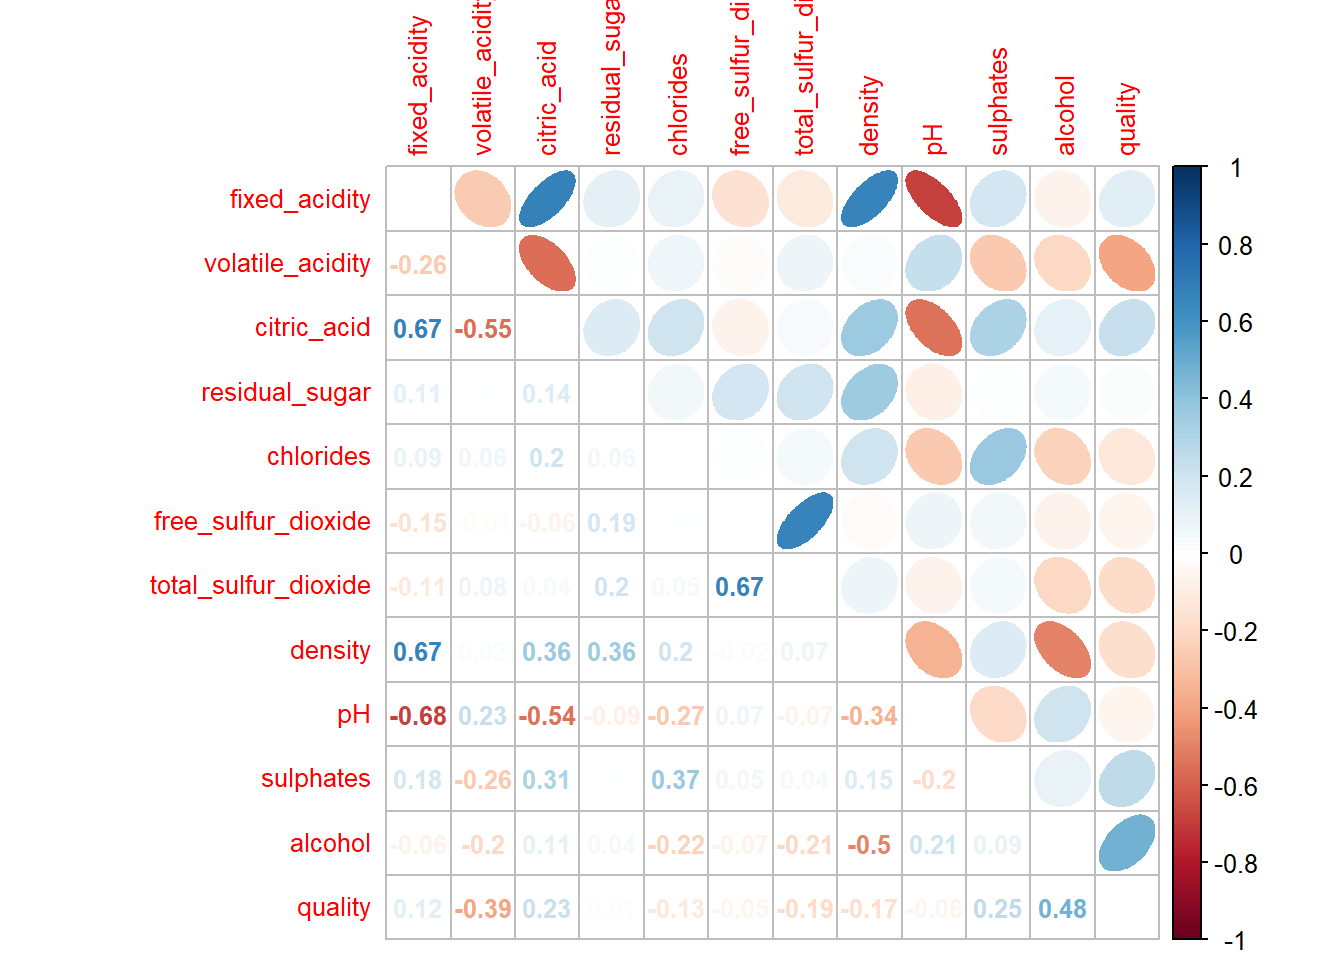 fixed_acidity
volatile_acidity
citric_acid
residual_suga
chlorides
free_sulfur_di
total_sulfur_di
density
pH
sulphates
alcohol
quality
fixed_acidity
volatile_acidity -0.26
citric_acid 0.67 -0.55
residual_sugar 0.11 0.14
chlorides 0.09 0.06 0.2 0.06
free_sulfur_dioxide -0.15 -0.01 -0.06 0.19
total_sulfur_dioxide -0.11 0.08 0.04 0.2 0.05 0.67
density 0.67 0.02 0.36 0.36 0.2 -0.02 0.07
pH -0.68 0.23 -0.54 -0.09 -0.27 0.07 -0.07 -0.34
sulphates 0.18 -0.26 0.31 0.37 0.05 0.04 0.15 -0.2
alcohol -0.06 -0.2 0.11 0.04 -0.22 -0.07 -0.21 -0.5 0.21 0.09
quality 0.12 -0.39 0.23 0.01 -0.13 -0.05 -0.19 -0.17 -0.06 0.25 0.48
1
0.8
0.6
0.4
0.2
0
-0.2
-0.4
-0.6
-0.8
-1